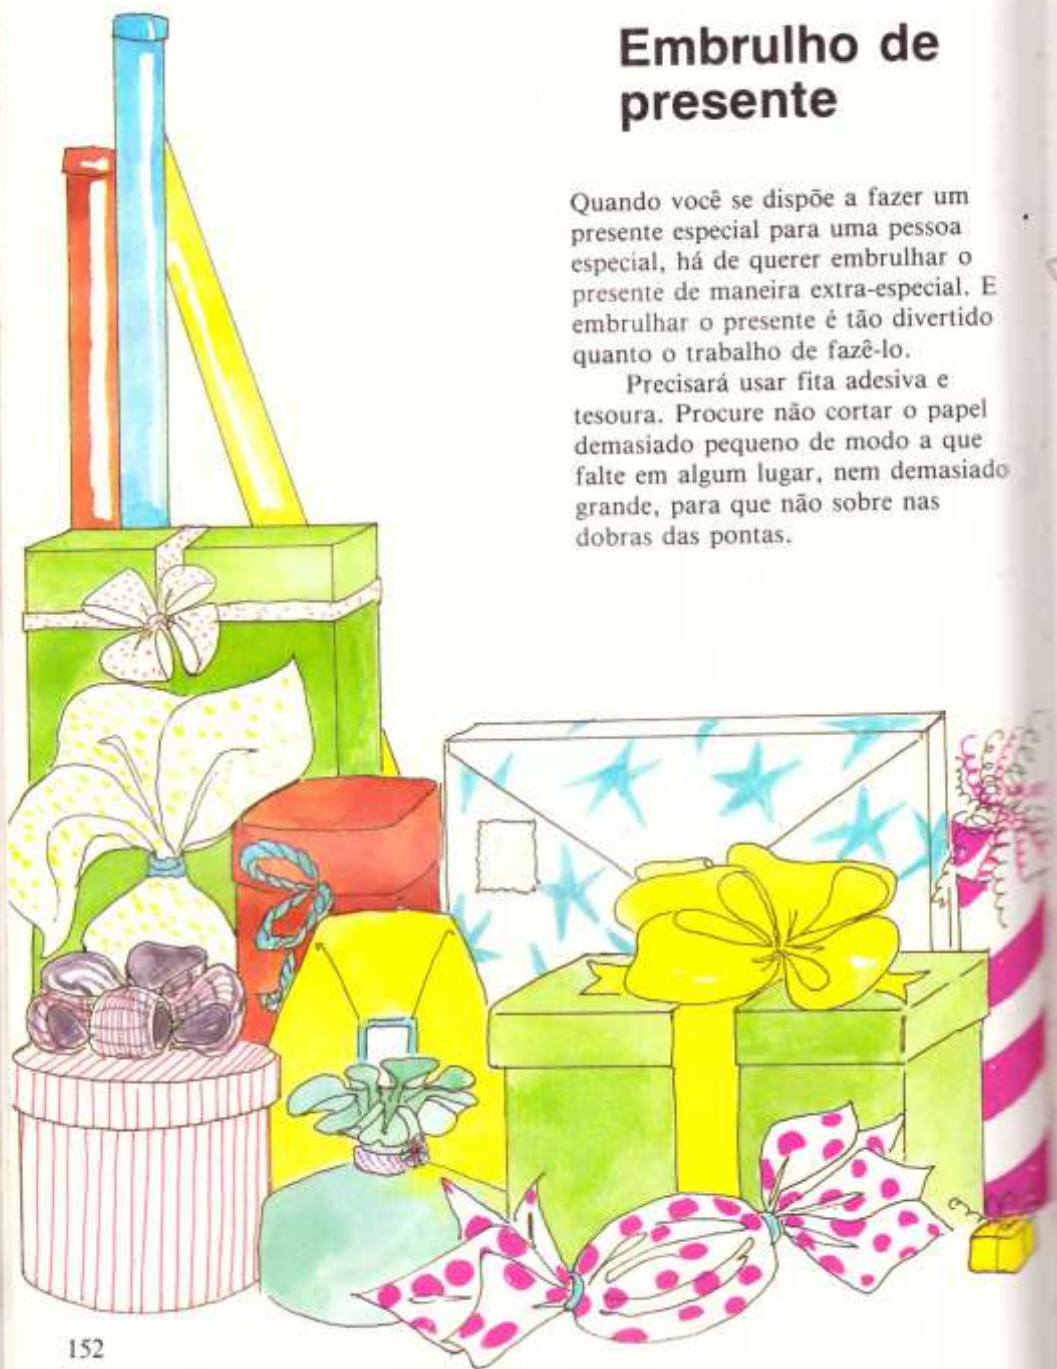 Embrulho de
presente
Quando você se dispõe a fazer um
presente especial para uma pessoa
especial, há de querer embrulhar o
presente de maneira extra-especial. E
embrulhar o presente é tão divertido
quanto o trabalho de fazê-lo.
Precisará usar fita adesiva e
tesoura. Procure não cortar o papel
demasiado pequeno de modo a que
falte em algum lugar, nem demasiado
grande, para que não sobre nas
dobras das pontas.
152